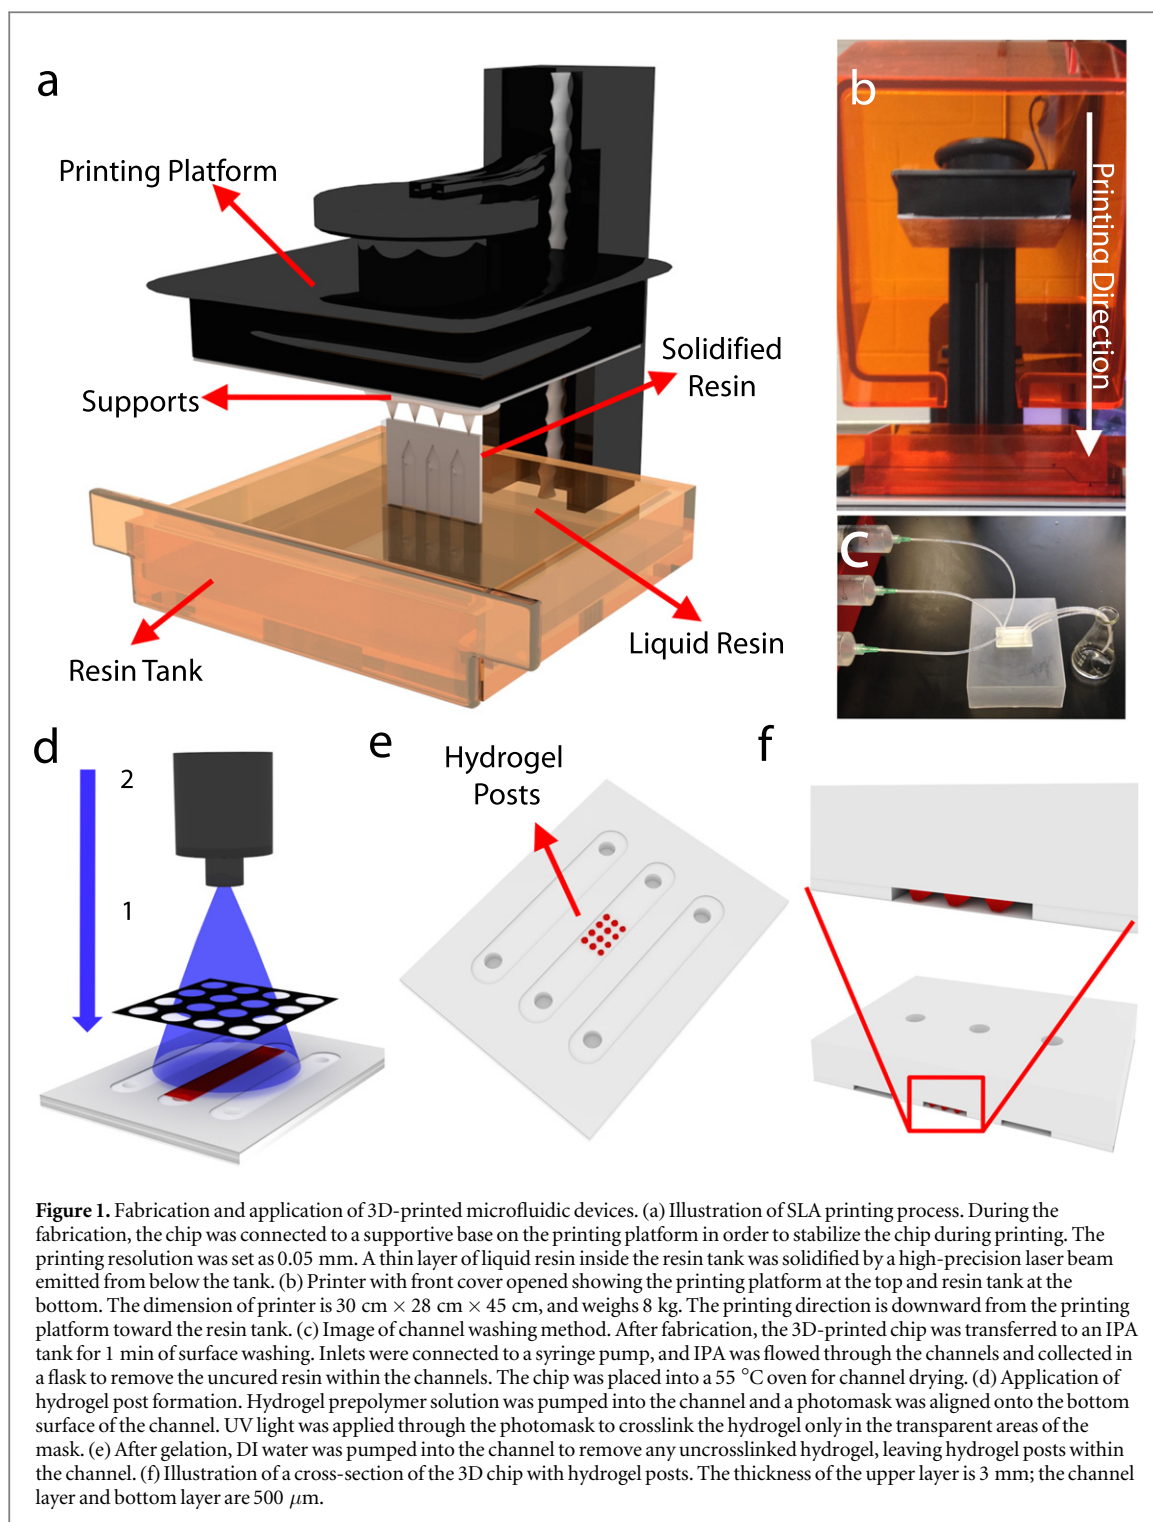 a
Printing Platform
Supports
Solidified
Resin
Resin Tank
Liquid Resin
b
Printing Direction
c
d
2
1
e
Hydrogel
Posts
f
Figure 1. Fabrication and application of 3D-printed microfluidic devices. (a) Illustration of SLA printing process. During the
fabrication, the chip was connected to a supportive base on the printing platform in order to stabilize the chip during printing. The
printing resolution was set as 0.05 mm. A thin layer of liquid resin inside the resin tank was solidified by a high-precision laser beam
emitted from below the tank. (b) Printer with front cover opened showing the printing platform at the top and resin tank at the
bottom. The dimension of printer is 30 cm × 28 cm × 45 cm, and weighs 8 kg. The printing direction is downward from the printing
platform toward the resin tank. (c) Image of channel washing method. After fabrication, the 3D-printed chip was transferred to an IPA
tank for 1 min of surface washing. Inlets were connected to a syringe pump, and IPA was flowed through the channels and collected in
a flask to remove the uncured resin within the channels. The chip was placed into a 55 °C oven for channel drying. (d) Application of
hydrogel post formation. Hydrogel prepolymer solution was pumped into the channel and a photomask was aligned onto the bottom
surface of the channel. UV light was applied through the photomask to crosslink the hydrogel only in the transparent areas of the
mask. (e) After gelation, DI water was pumped into the channel to remove any uncrosslinked hydrogel, leaving hydrogel posts within
the channel. (f) Illustration of a cross-section of the 3D chip with hydrogel posts. The thickness of the upper layer is 3 mm; the channel
layer and bottom layer are 500 μm.